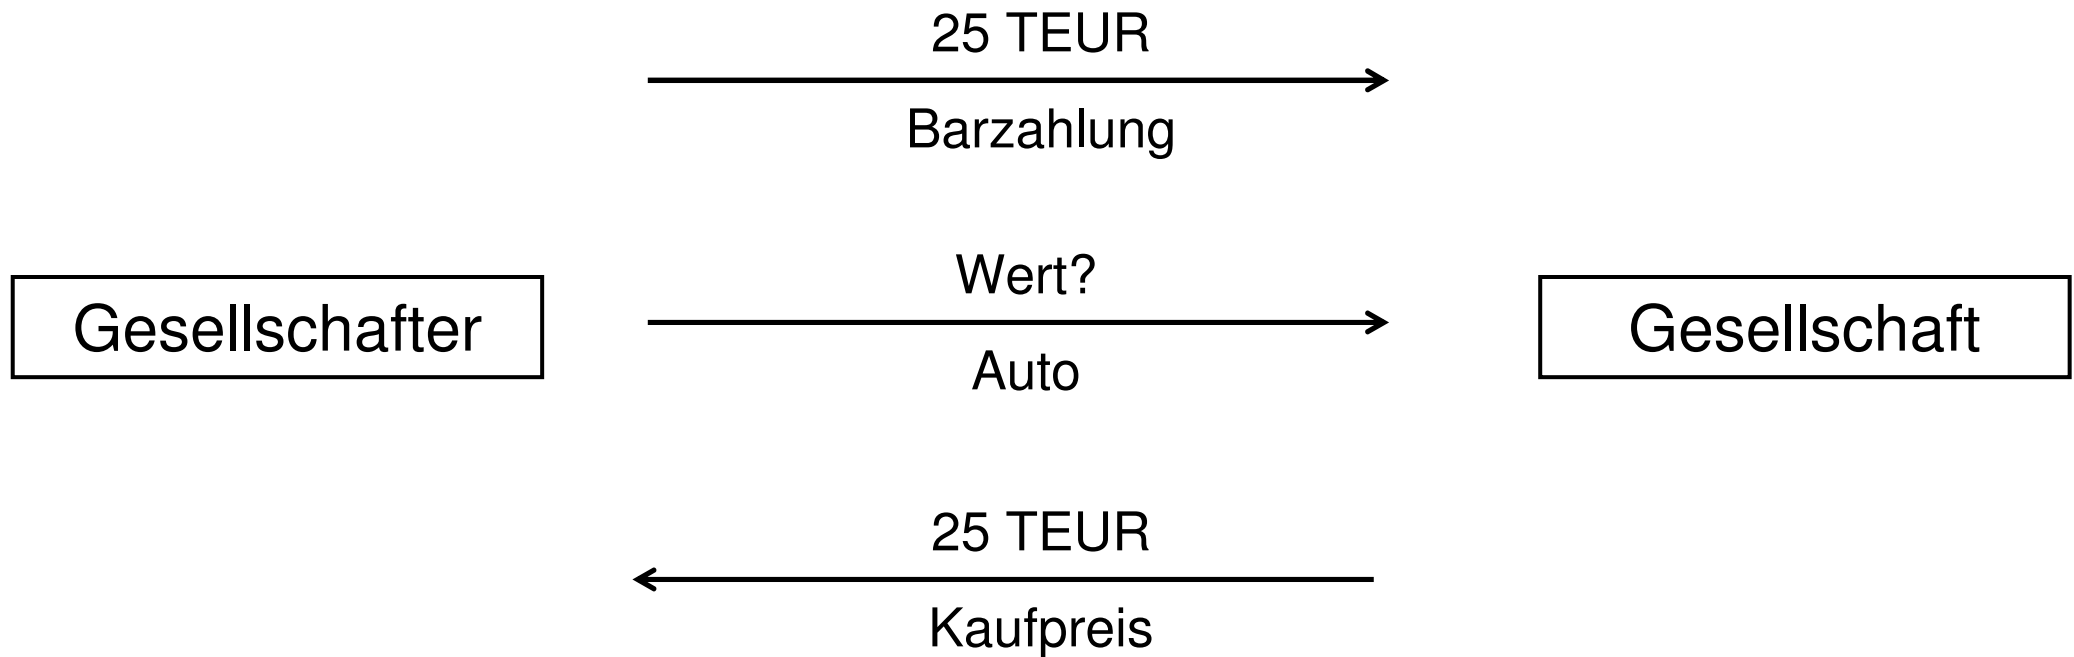 25 TEUR
Barzahlung
Wert?
Gesellschafter
Gesellschaft
Auto
25 TEUR
Kaufpreis